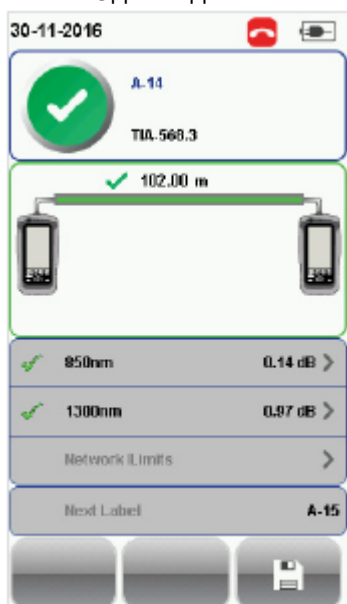 30-11-2016
A-14
TIA-568.3
102.00 m
850nm 0.14 dB
1300nm 0.97 dB
Network Limits
Next Label A-15